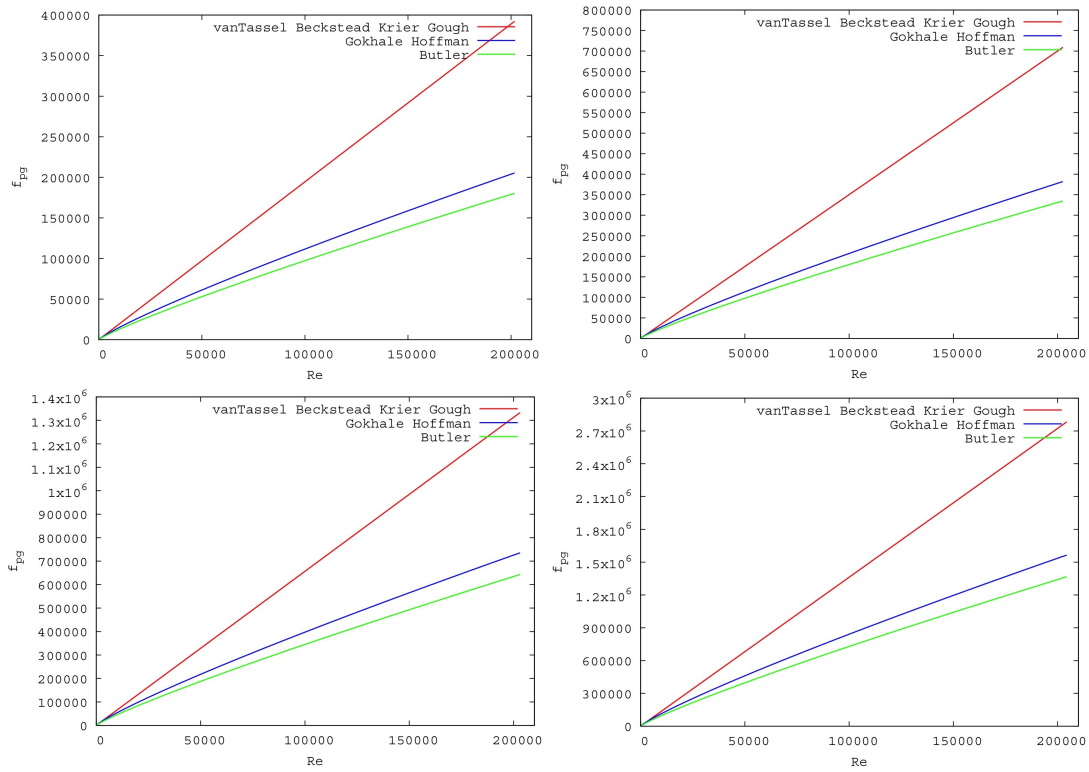 400000
350000
300000
250000
200000
150000
100000
50000
0
f_pg
vanTassel Beckstead Krier Gough
Gokhale Hoffman
Butler
0 50000 100000 150000 200000
Re
800000
750000
700000
650000
600000
550000
500000
450000
400000
350000
300000
250000
200000
150000
100000
50000
0
f_pg
vanTassel Beckstead Krier Gough
Gokhale Hoffman
Butler
0 50000 100000 150000 200000
Re
1.4x10^6
1.3x10^6
1.2x10^6
1.1x10^6
1x10^6
900000
800000
700000
600000
500000
400000
300000
200000
100000
0
f_pg
vanTassel Beckstead Krier Gough
Gokhale Hoffman
Butler
0 50000 100000 150000 200000
Re
3x10^6
2.7x10^6
2.4x10^6
2.1x10^6
1.8x10^6
1.5x10^6
1.2x10^6
900000
600000
300000
0
f_pg
vanTassel Beckstead Krier Gough
Gokhale Hoffman
Butler
0 50000 100000 150000 200000
Re